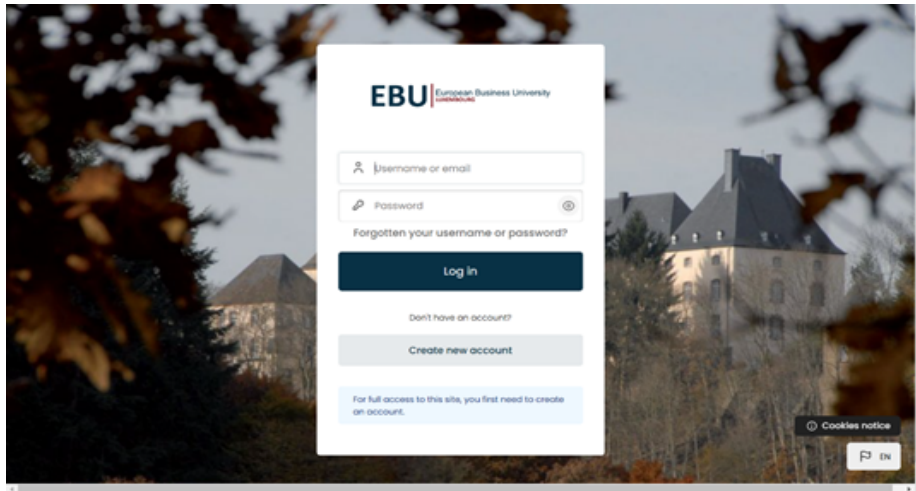 EBU
European Business University
LUXEMBOURG
Username or email
Password
Forgotten your username or password?
Log in
Don't have an account?
Create new account
For full access to this site, you first need to create
an account.
Cookies notice
EN